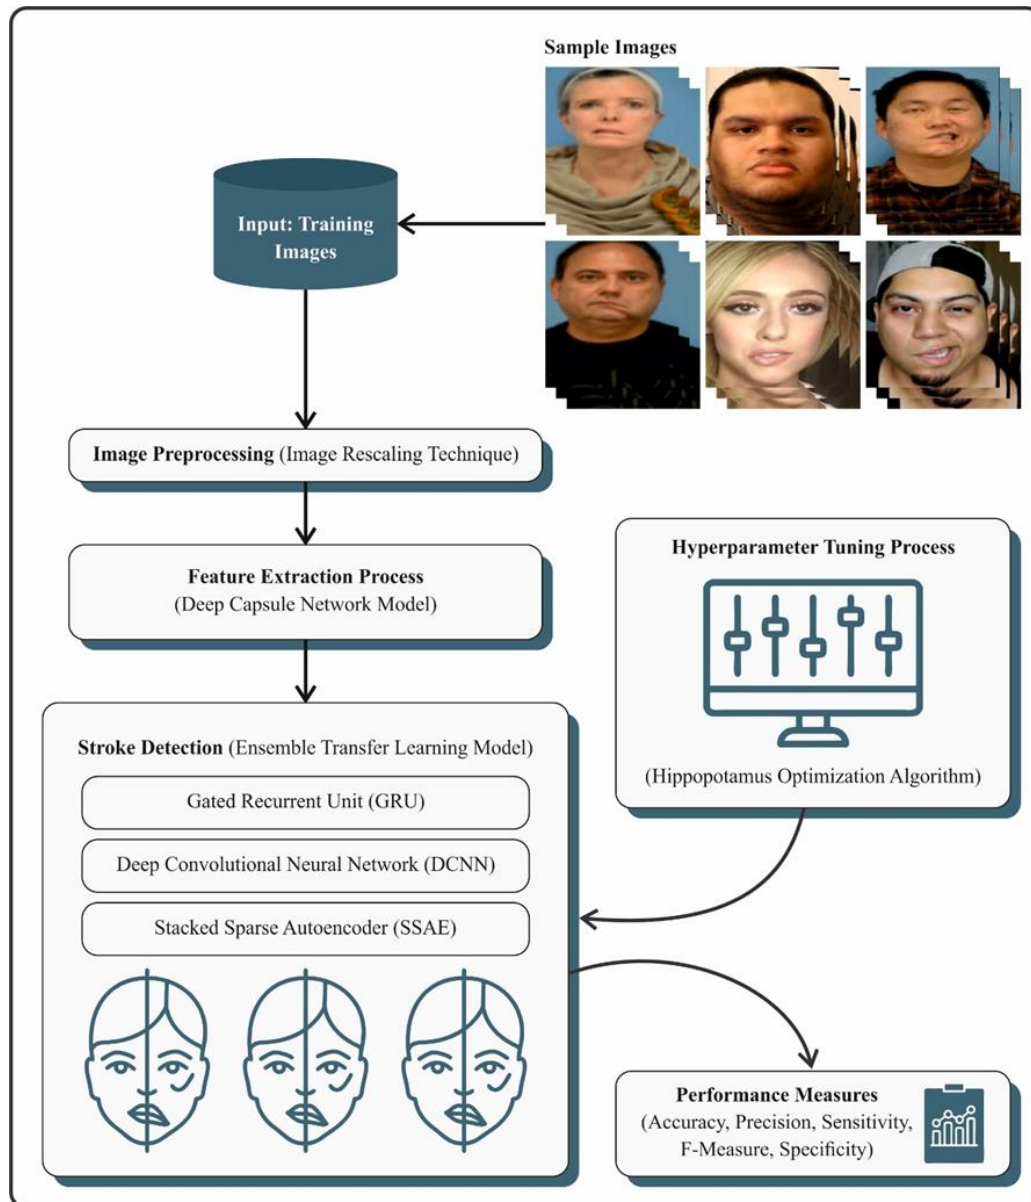 Sample Images
Input: Training
Images
Image Preprocessing (Image Rescaling Technique)
Feature Extraction Process
(Deep Capsule Network Model)
Hyperparameter Tuning Process
(Hippopotamus Optimization Algorithm)
Stroke Detection (Ensemble Transfer Learning Model)
Gated Recurrent Unit (GRU)
Deep Convolutional Neural Network (DCNN)
Stacked Sparse Autoencoder (SSAE)
Performance Measures
(Accuracy, Precision, Sensitivity,
F-Measure, Specificity)